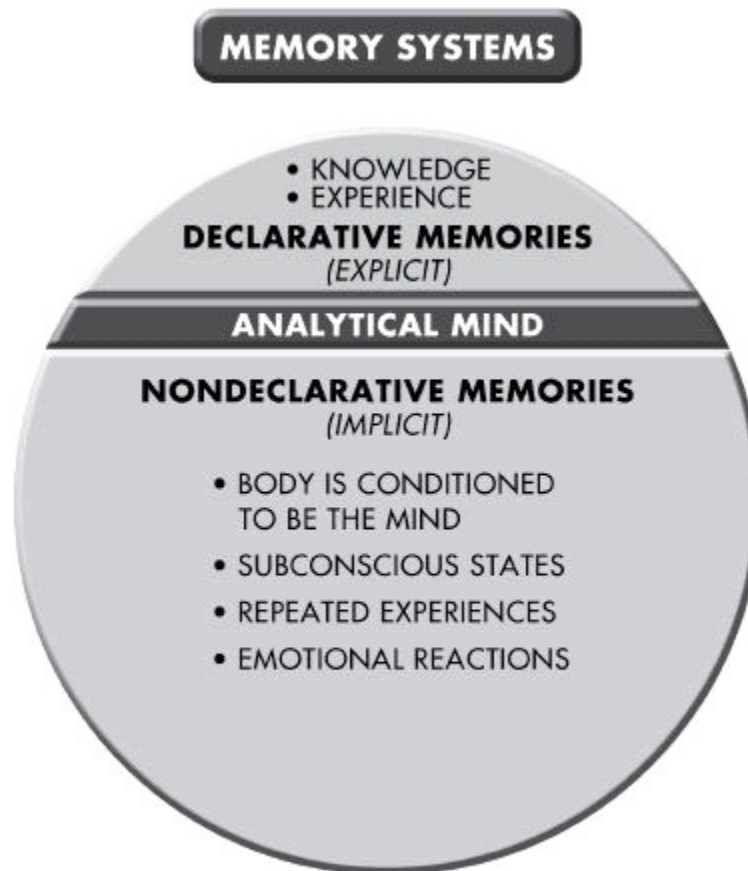 MEMORY SYSTEMS
• KNOWLEDGE
• EXPERIENCE
DECLARATIVE MEMORIES
(EXPLICIT)
ANALYTICAL MIND
NONDECLARATIVE MEMORIES
(IMPLICIT)
• BODY IS CONDITIONED
TO BE THE MIND
• SUBCONSCIOUS STATES
• REPEATED EXPERIENCES
• EMOTIONAL REACTIONS